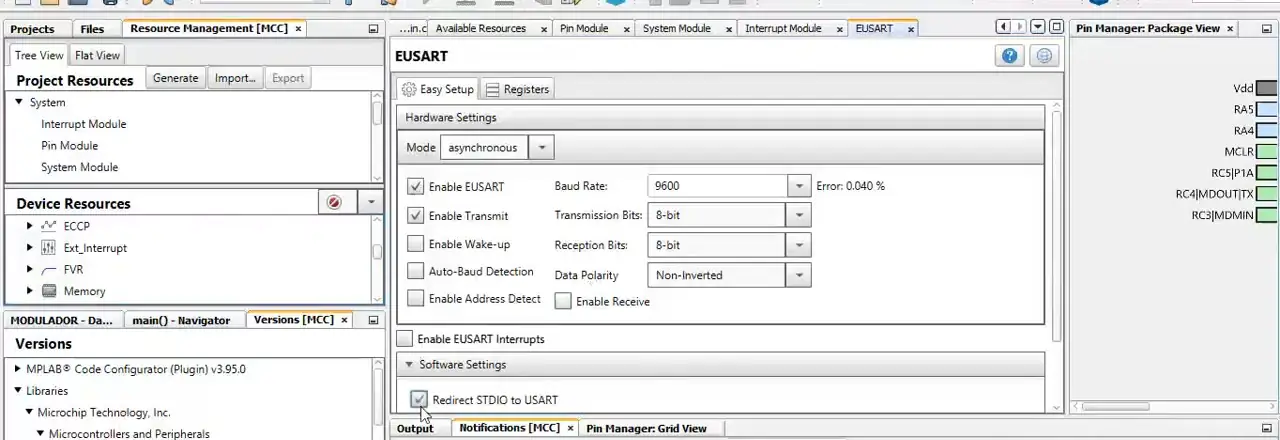 Projects Files Resource Management [MCC] ×
Tree View Flat View
Project Resources Generate Import... Export
System
Interrupt Module
Pin Module
System Module
Device Resources
ECCP
Ext_Interrupt
FVR
Memory
MODULADOR - Da... main() - Navigator Versions [MCC] ×
Versions
MPLAB® Code Configurator (Plugin) v3.95.0
Libraries
Microchip Technology, Inc.
Microcontrollers and Peripherals
...in.c Available Resources × Pin Module × System Module × Interrupt Module × EUSART ×
EUSART
Easy Setup Registers
Hardware Settings
Mode asynchronous
Enable EUSART Baud Rate: 9600 Error: 0.040 %
Enable Transmit Transmission Bits: 8-bit
Enable Wake-up Reception Bits: 8-bit
Auto-Baud Detection Data Polarity Non-Inverted
Enable Address Detect Enable Receive
Enable EUSART Interrupts
Software Settings
Redirect STDIO to USART
Output Notifications [MCC] × Pin Manager: Grid View
Pin Manager: Package View ×
Vdd
RA5
RA4
MCLR
RC5|P1A
RC4|MDOUT|TX
RC3|MDMIN